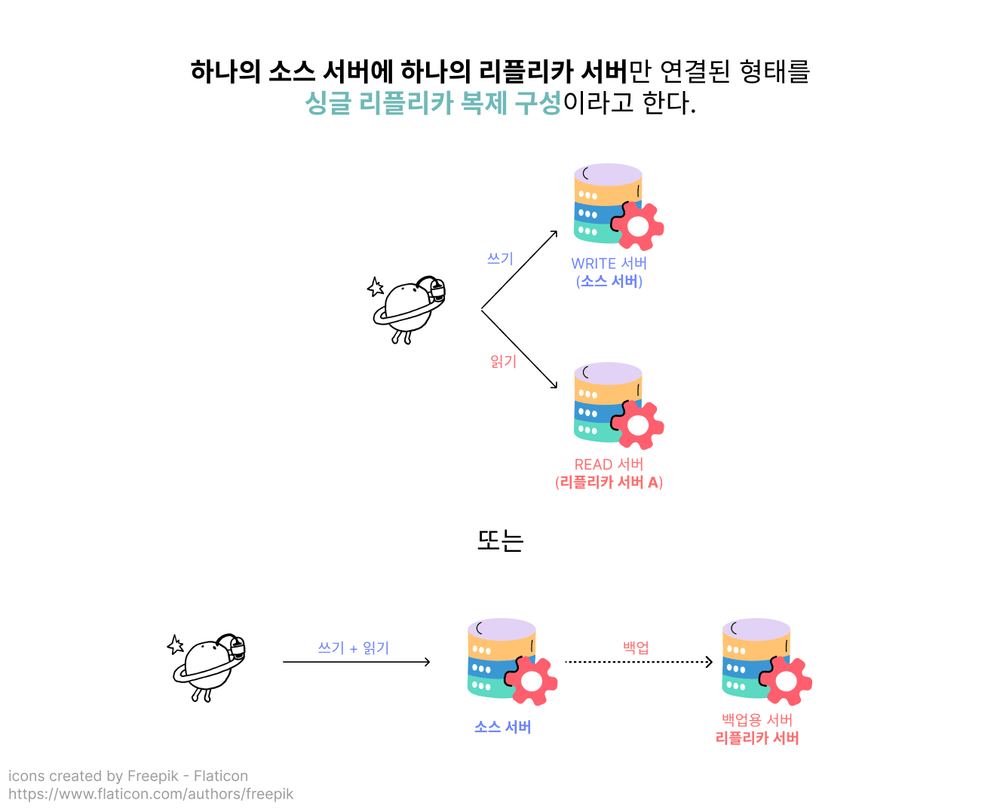 하나의 소스 서버에 하나의 리플리카 서버만 연결된 형태를
싱글 리플리카 복제 구성이라고 한다.
쓰기
WRITE 서버
(소스 서버)
읽기
READ 서버
(리플리카 서버 A)
또는
쓰기 + 읽기
백업
소스 서버
백업용 서버
리플리카 서버
icons created by Freepik - Flaticon
https://www.flaticon.com/authors/freepik